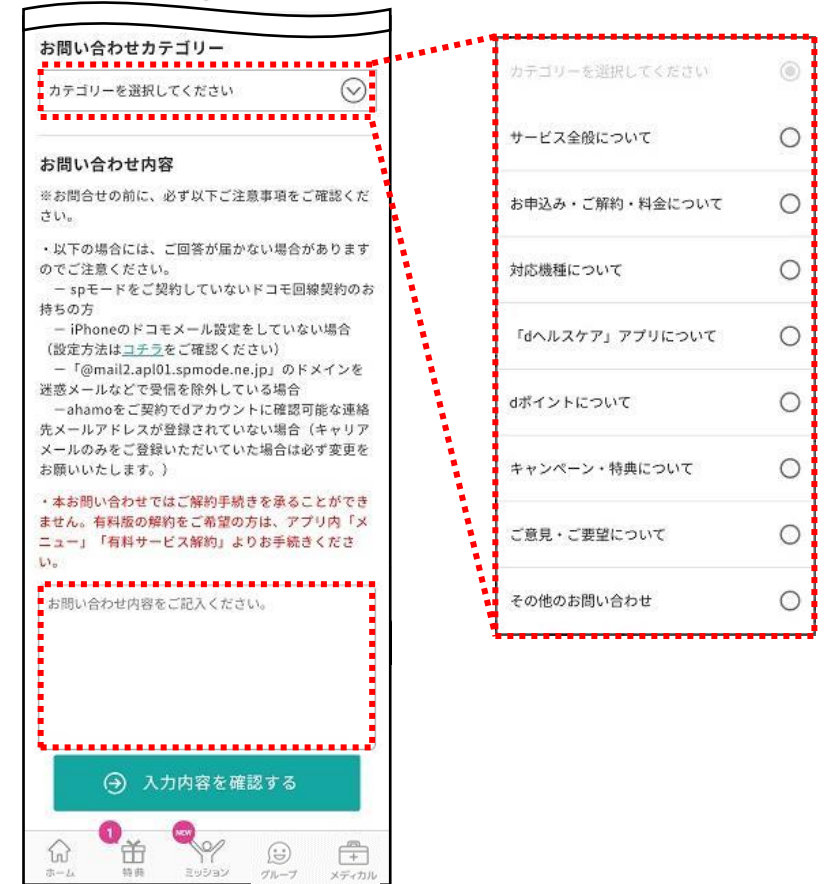 お問い合わせカテゴリー
カテゴリーを選択してください
お問い合わせ内容
※お問合せの前に、必ず以下ご注意事項をご確認くだ
さい。
・以下の場合には、ご回答が届かない場合があります
のでご注意ください。
－ spモードをご契約していないドコモ回線契約のお
持ちの方
－ iPhoneのドコモメール設定をしていない場合
（設定方法はコチラをご確認ください）
－「@mail2.apl01.spmode.ne.jp」のドメインを
迷惑メールなどで受信を除外している場合
－ahamoをご契約でdアカウントに確認可能な連絡
先メールアドレスが登録されていない場合（キャリア
メールのみをご登録いただいていた場合は必ず変更を
お願いいたします。）
・本お問い合わせではご解約手続きを承ることができ
ません。有料版の解約をご希望の方は、アプリ内「メ
ニュー」「有料サービス解約」よりお手続きくださ
い。
お問い合わせ内容をご記入ください。
入力内容を確認する
1
NEW
ホーム
特典
ミッション
グループ
メディカル
カテゴリーを選択してください
サービス全般について
お申込み・ご解約・料金について
対応機種について
「dヘルスケア」アプリについて
dポイントについて
キャンペーン・特典について
ご意見・ご要望について
その他のお問い合わせ